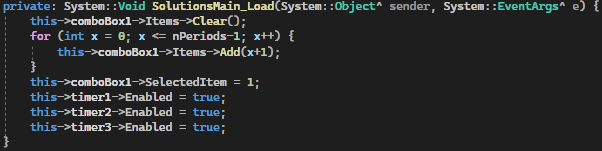 private: System::Void SolutionsMain_Load(System::Object^ sender, System::EventArgs^ e) {
    this->comboBox1->Items->Clear();
    for (int x = 0; x <= nPeriods-1; x++) {
        this->comboBox1->Items->Add(x+1);
    }
    this->comboBox1->SelectedItem = 1;
    this->timer1->Enabled = true;
    this->timer2->Enabled = true;
    this->timer3->Enabled = true;
}